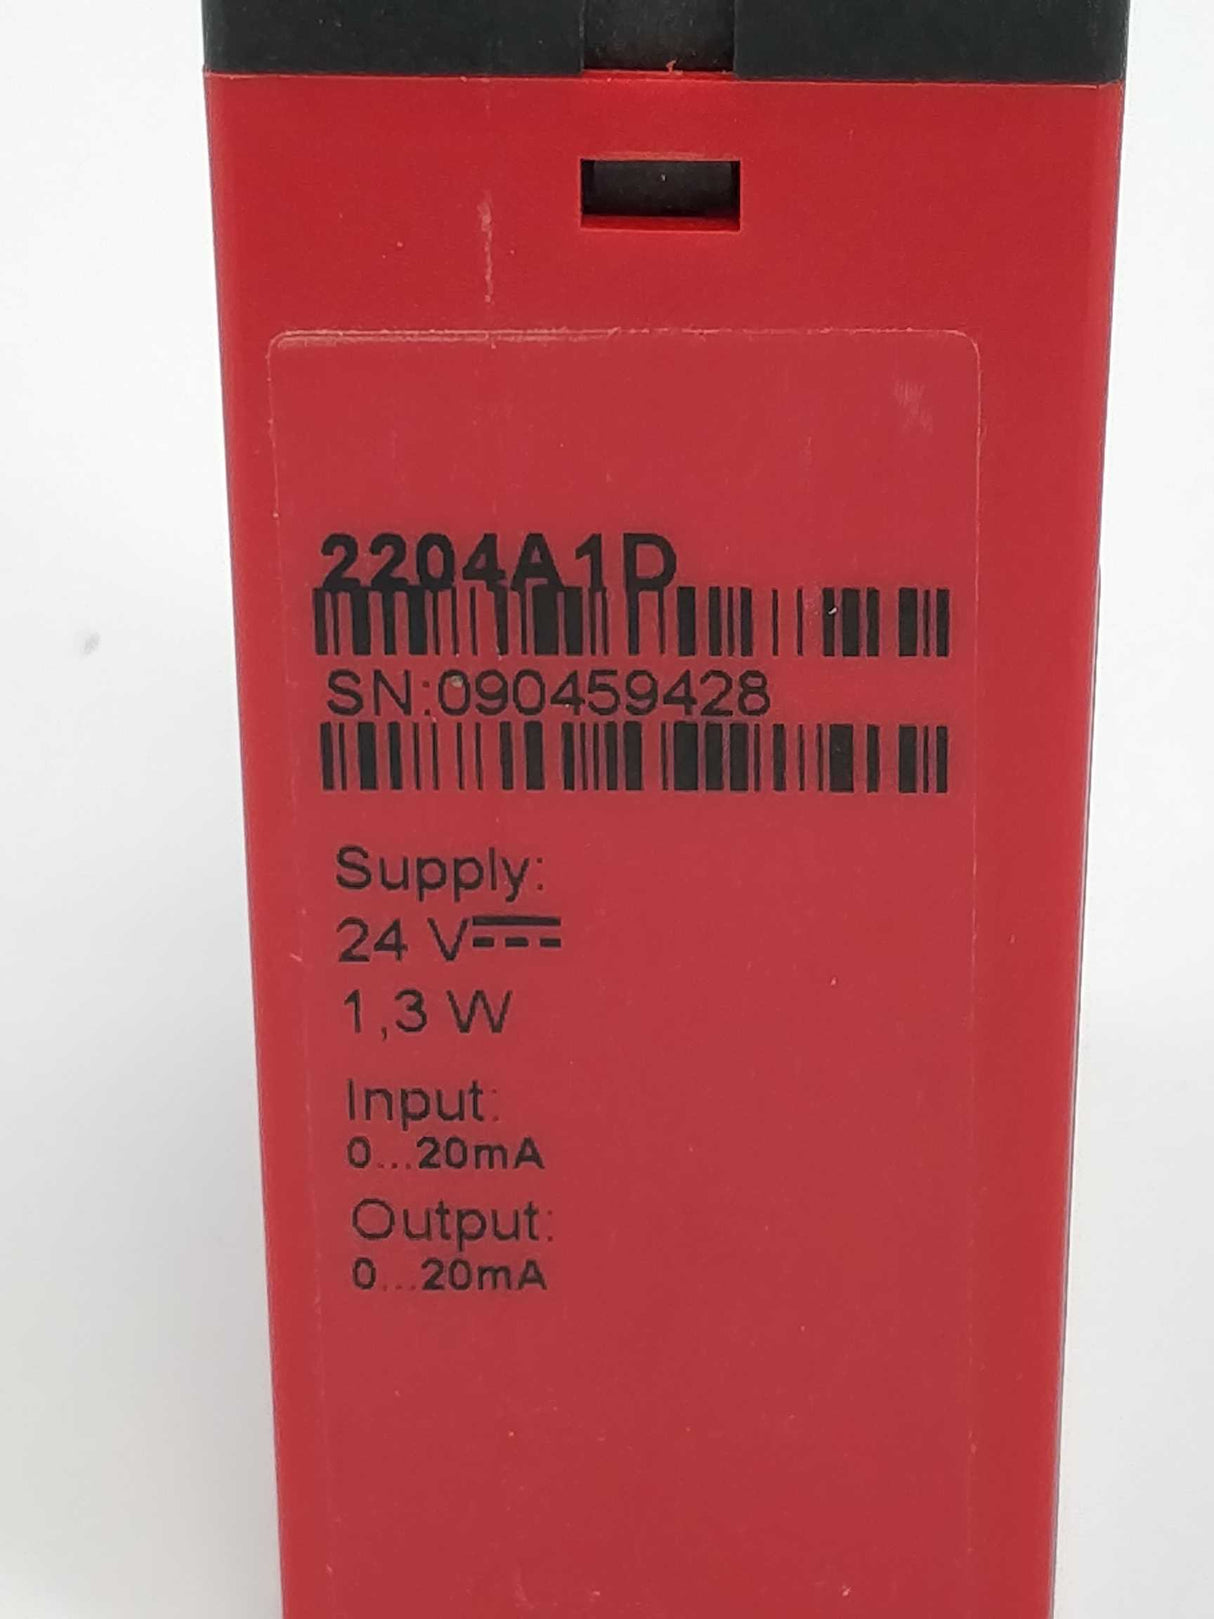 2204A1D
SN:090459428
Supply:
24 V
1,3 W
Input:
0...20mA
Output:
0...20mA